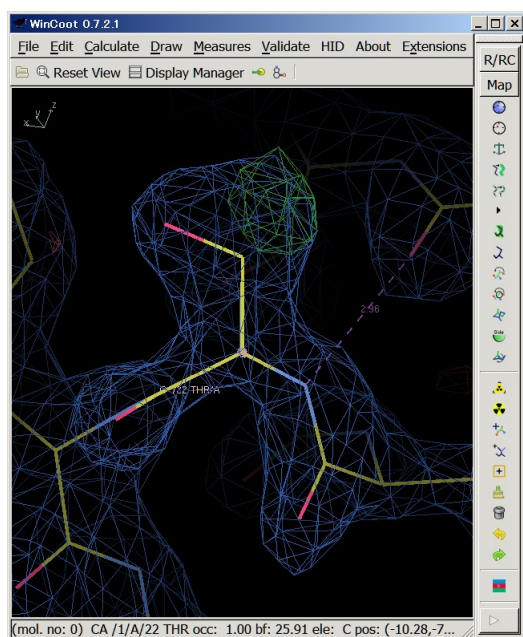 WinCoot 0.7.2.1
File Edit Calculate Draw Measures Validate HID About Extensions
R/RC
Reset View Display Manager
Map
z
y
x
2.96
Side
(mol. no: 0) CA /1/A/22 THR occ: 1.00 bf: 25.91 ele: C pos: (-10.28,-7...